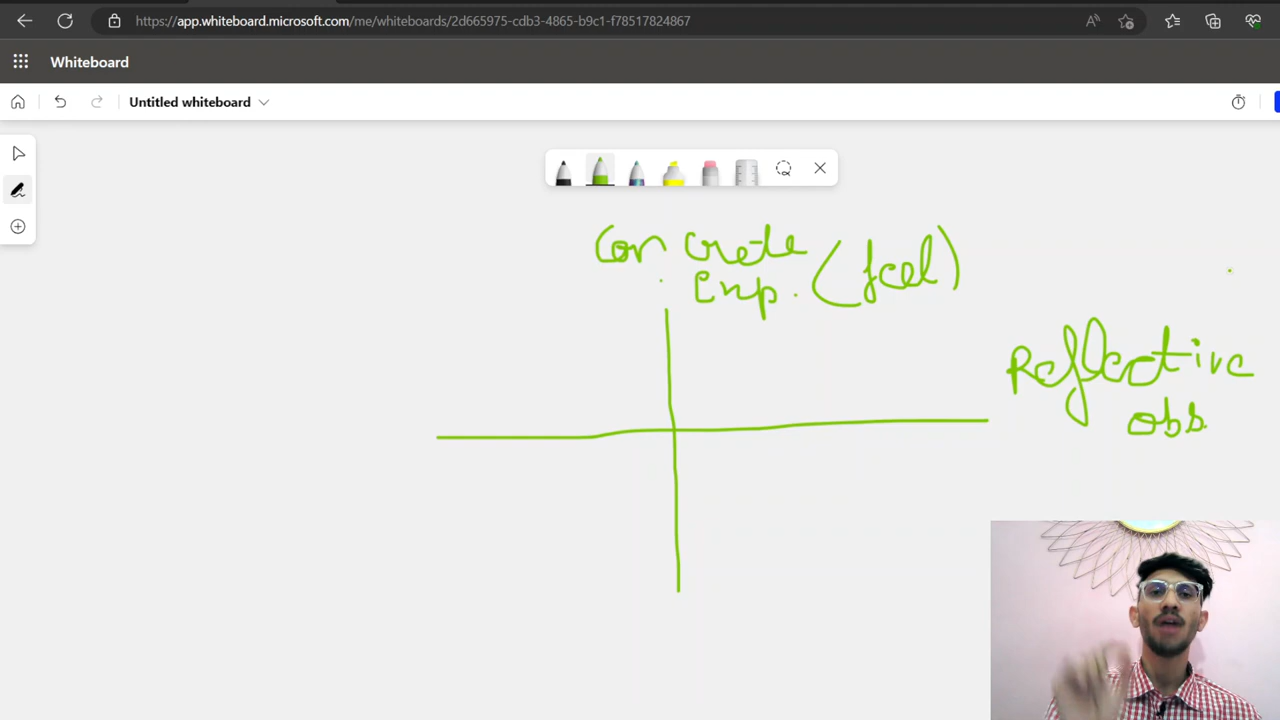 https://app.whiteboard.microsoft.com/me/whiteboards/2d665975-cdb3-4865-b9c1-f78517824867
Whiteboard
Untitled whiteboard
Concrete
Exp. (feel)
Reflective
obs.